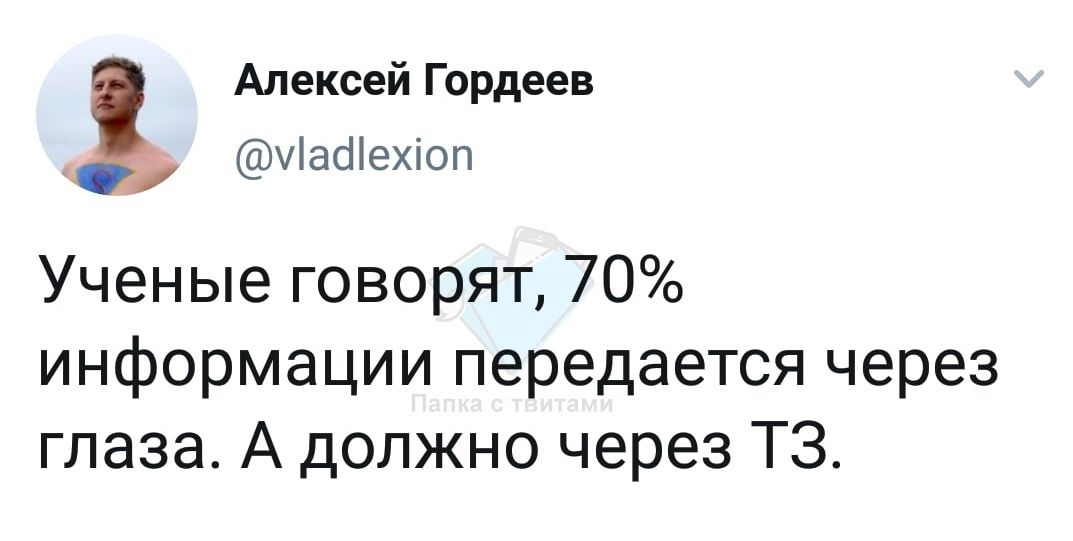 Алексей Гордеев
@vladlexion
Ученые говорят, 70%
информации передается через
Папка с твитами
глаза. А должно через ТЗ.